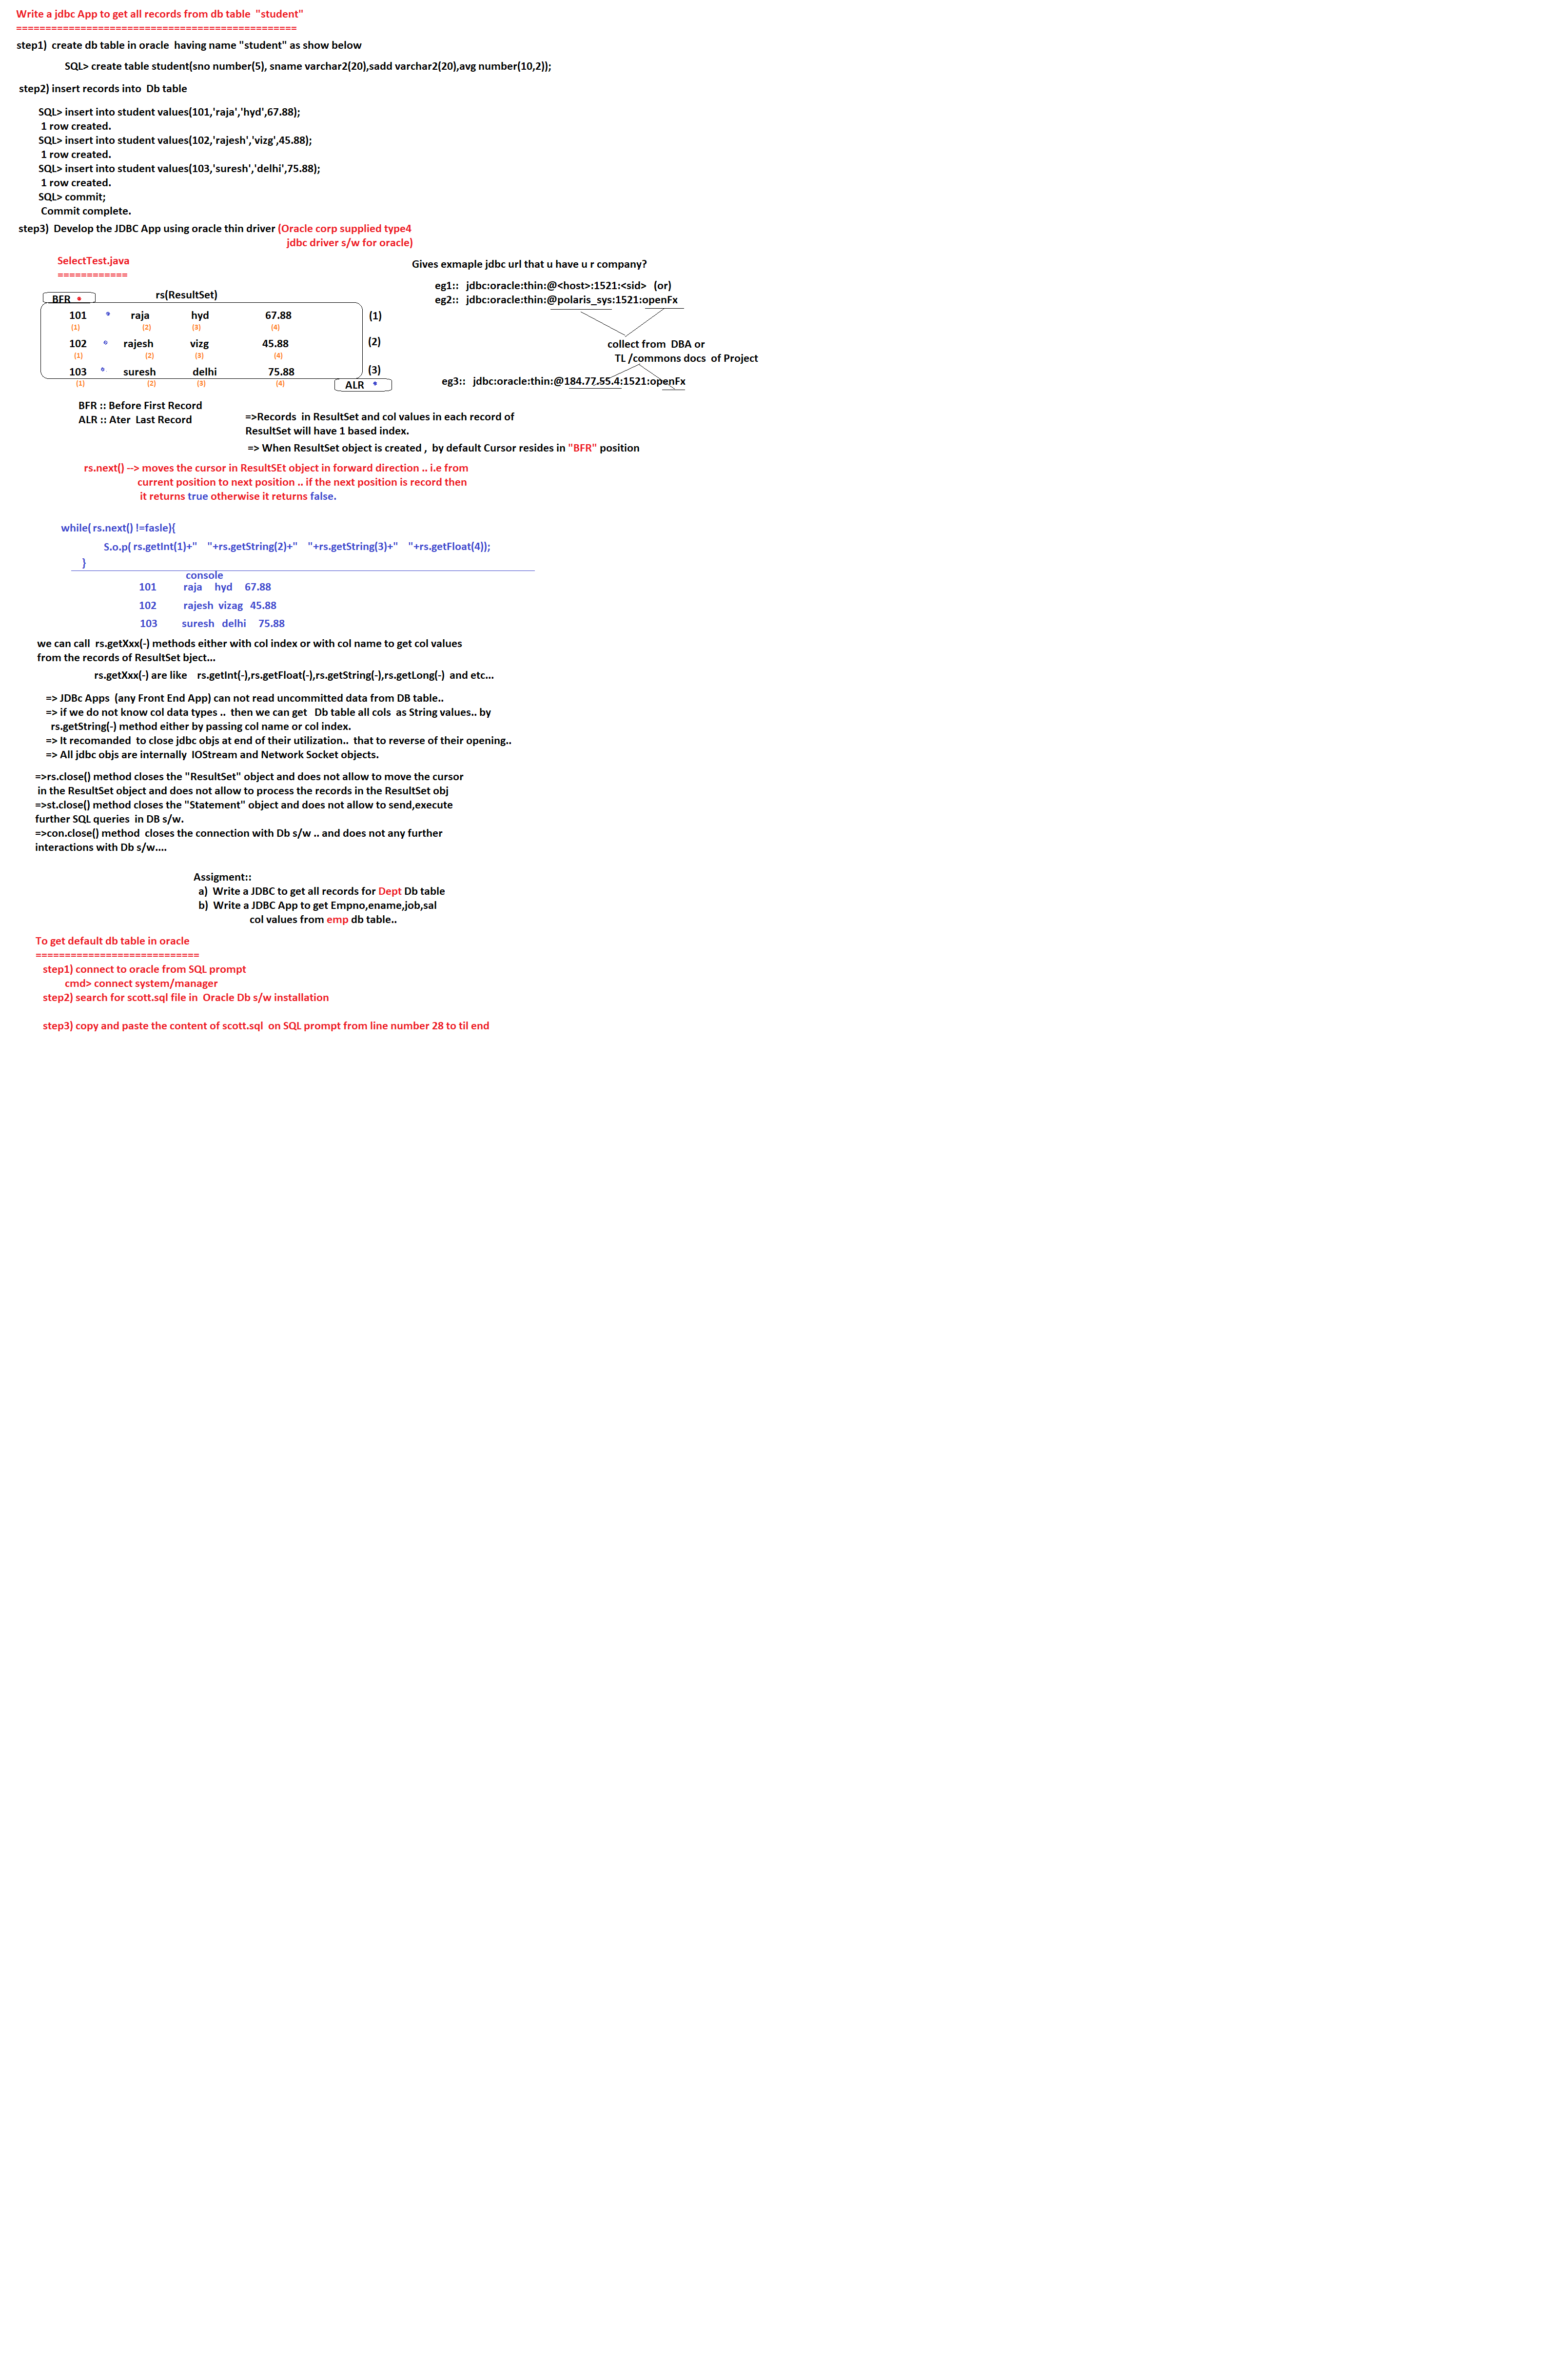 Write a jdbc App to get all records from db table "student"
================================================
step1) create db table in oracle having name "student" as show below
SQL> create table student(sno number(5), sname varchar2(20),sadd varchar2(20),avg number(10,2));
step2) insert records into Db table
SQL> insert into student values(101,'raja','hyd',67.88);
1 row created.
SQL> insert into student values(102,'rajesh','vizg',45.88);
1 row created.
SQL> insert into student values(103,'suresh','delhi',75.88);
1 row created.
SQL> commit;
Commit complete.
step3) Develop the JDBC App using oracle thin driver (Oracle corp supplied type4
jdbc driver s/w for oracle)
SelectTest.java
============
BFR
rs(ResultSet)
101 raja hyd 67.88 (1)
(1) (2) (3) (4)
102 rajesh vizg 45.88 (2)
(1) (2) (3) (4)
103 suresh delhi 75.88 (3)
(1) (2) (3) (4)
ALR
Gives exmaple jdbc url that u have u r company?
eg1:: jdbc:oracle:thin:@<host>:1521:<sid> (or)
eg2:: jdbc:oracle:thin:@polaris_sys:1521:openFx
collect from DBA or
TL /commons docs of Project
eg3:: jdbc:oracle:thin:@184.77.55.4:1521:openFx
BFR :: Before First Record
ALR :: Ater Last Record
=>Records in ResultSet and col values in each record of
ResultSet will have 1 based index.
=> When ResultSet object is created , by default Cursor resides in "BFR" position
rs.next() --> moves the cursor in ResultSEt object in forward direction .. i.e from
current position to next position .. if the next position is record then
it returns true otherwise it returns false.
while( rs.next() !=fasle){
S.o.p( rs.getInt(1)+" "+rs.getString(2)+" "+rs.getString(3)+" "+rs.getFloat(4));
}
console
101 raja hyd 67.88
102 rajesh vizag 45.88
103 suresh delhi 75.88
we can call rs.getXxx(-) methods either with col index or with col name to get col values
from the records of ResultSet bject...
rs.getXxx(-) are like rs.getInt(-),rs.getFloat(-),rs.getString(-),rs.getLong(-) and etc...
=> JDBc Apps (any Front End App) can not read uncommitted data from DB table..
=> if we do not know col data types .. then we can get Db table all cols as String values.. by
rs.getString(-) method either by passing col name or col index.
=> It recomanded to close jdbc objs at end of their utilization.. that to reverse of their opening..
=> All jdbc objs are internally IOStream and Network Socket objects.
=>rs.close() method closes the "ResultSet" object and does not allow to move the cursor
in the ResultSet object and does not allow to process the records in the ResultSet obj
=>st.close() method closes the "Statement" object and does not allow to send,execute
further SQL queries in DB s/w.
=>con.close() method closes the connection with Db s/w .. and does not any further
interactions with Db s/w....
Assigment::
a) Write a JDBC to get all records for Dept Db table
b) Write a JDBC App to get Empno,ename,job,sal
col values from emp db table..
To get default db table in oracle
============================
step1) connect to oracle from SQL prompt
cmd> connect system/manager
step2) search for scott.sql file in Oracle Db s/w installation
step3) copy and paste the content of scott.sql on SQL prompt from line number 28 to til end